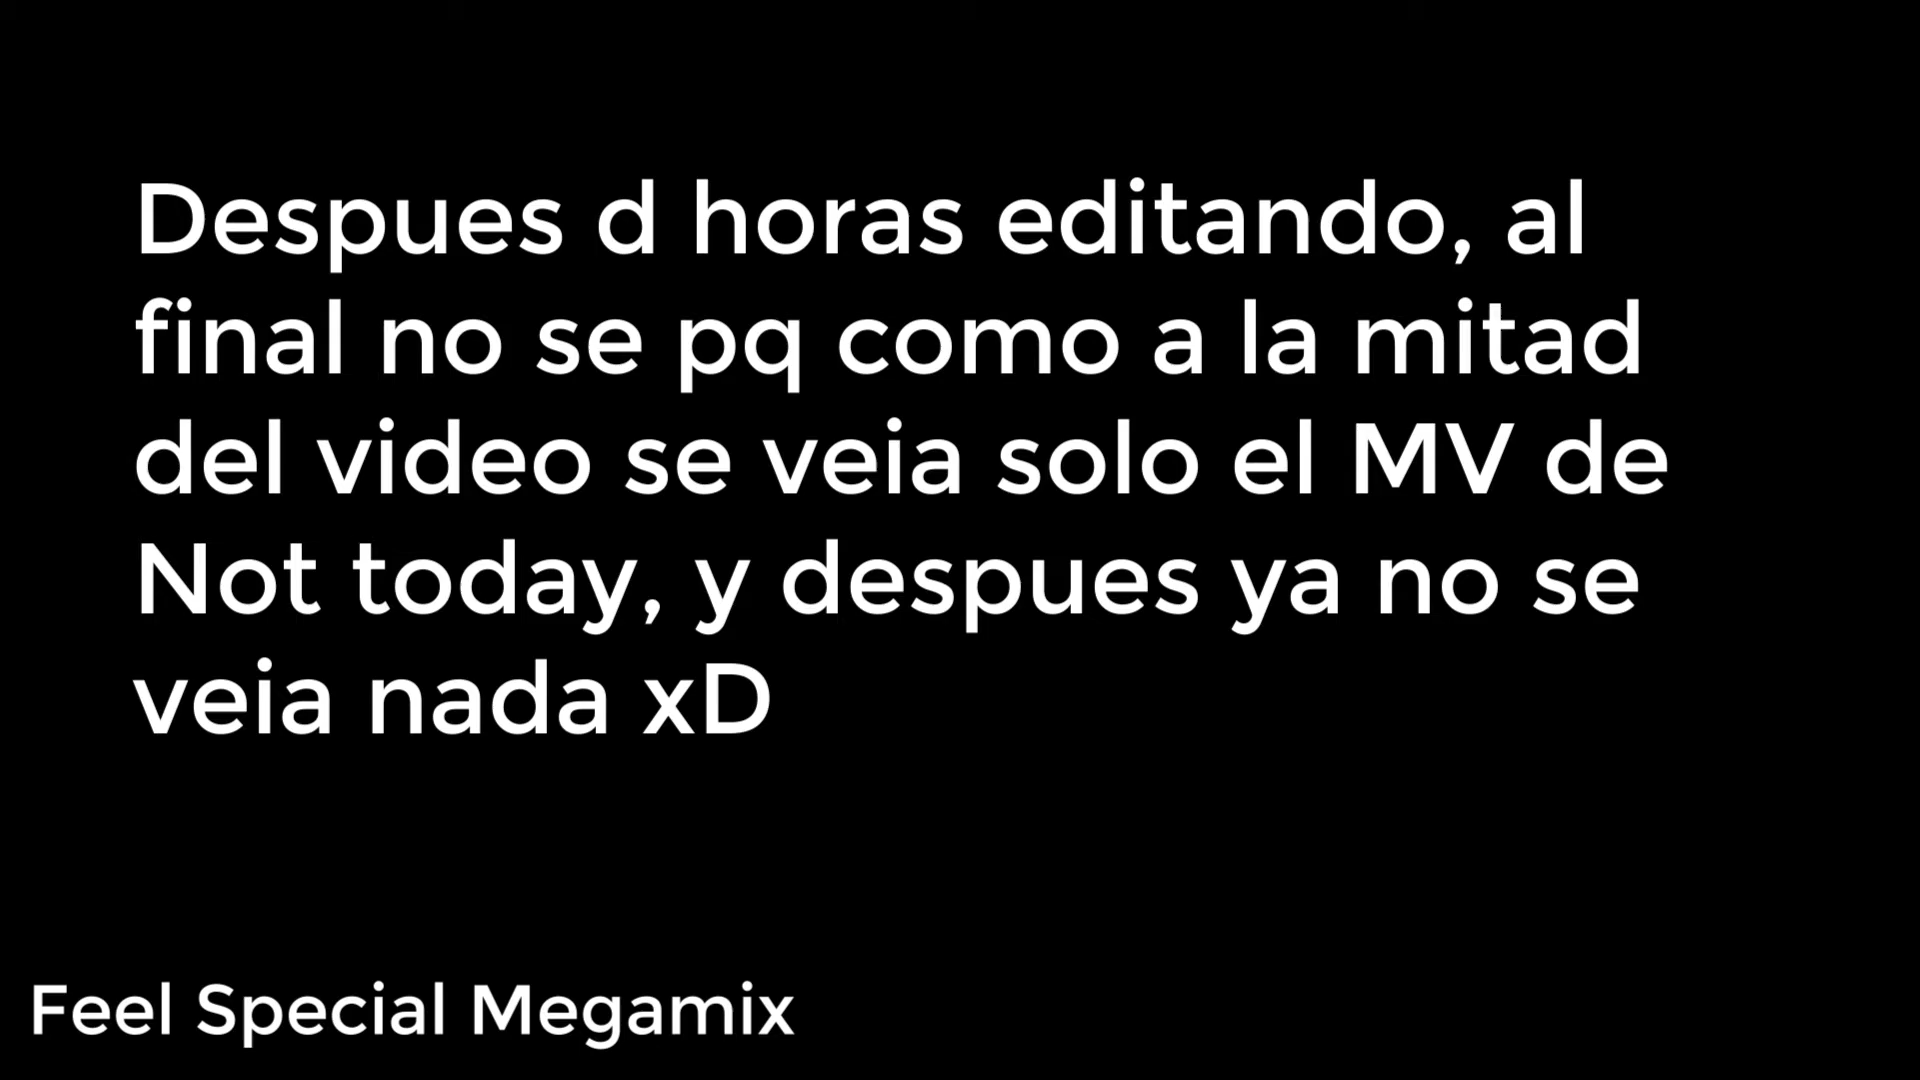 Despues d horas editando, al
final no se pq como a la mitad
del video se veia solo el MV de
Not today, y despues ya no se
veia nada xD
Feel Special Megamix